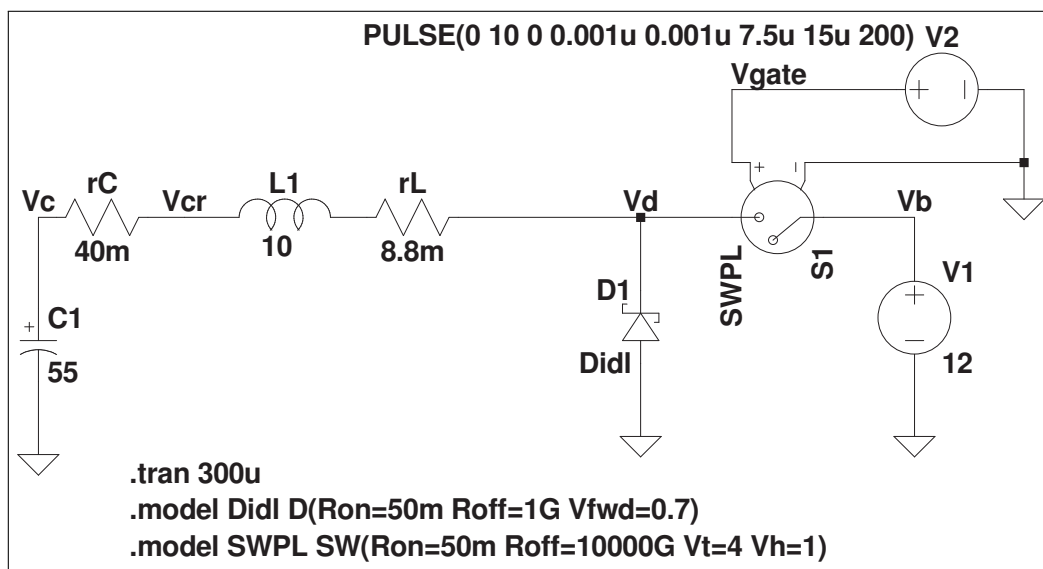 PULSE(0 10 0 0.001u 0.001u 7.5u 15u 200) V2
Vgate
+ -
+ -
Vc rC Vcr L1 rL Vd Vb
40m 10 8.8m
SWPL S1
+ C1
55
D1
Didl
V1
+
-
12
.tran 300u
.model Didl D(Ron=50m Roff=1G Vfwd=0.7)
.model SWPL SW(Ron=50m Roff=10000G Vt=4 Vh=1)